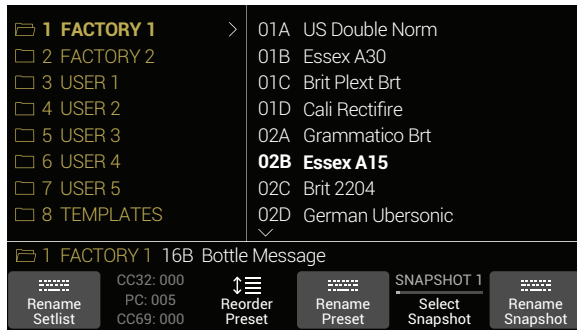 1 FACTORY 1 >
2 FACTORY 2
3 USER 1
4 USER 2
5 USER 3
6 USER 4
7 USER 5
8 TEMPLATES
01A US Double Norm
01B Essex A30
01C Brit Plext Brt
01D Cali Rectifire
02A Grammatico Brt
02B Essex A15
02C Brit 2204
02D German Ubersonic
1 FACTORY 1 16B Bottle Message
Rename
Setlist
CC32: 000
PC: 005
CC69: 000
Reorder
Preset
Rename
Preset
SNAPSHOT 1
Select
Snapshot
Rename
Snapshot